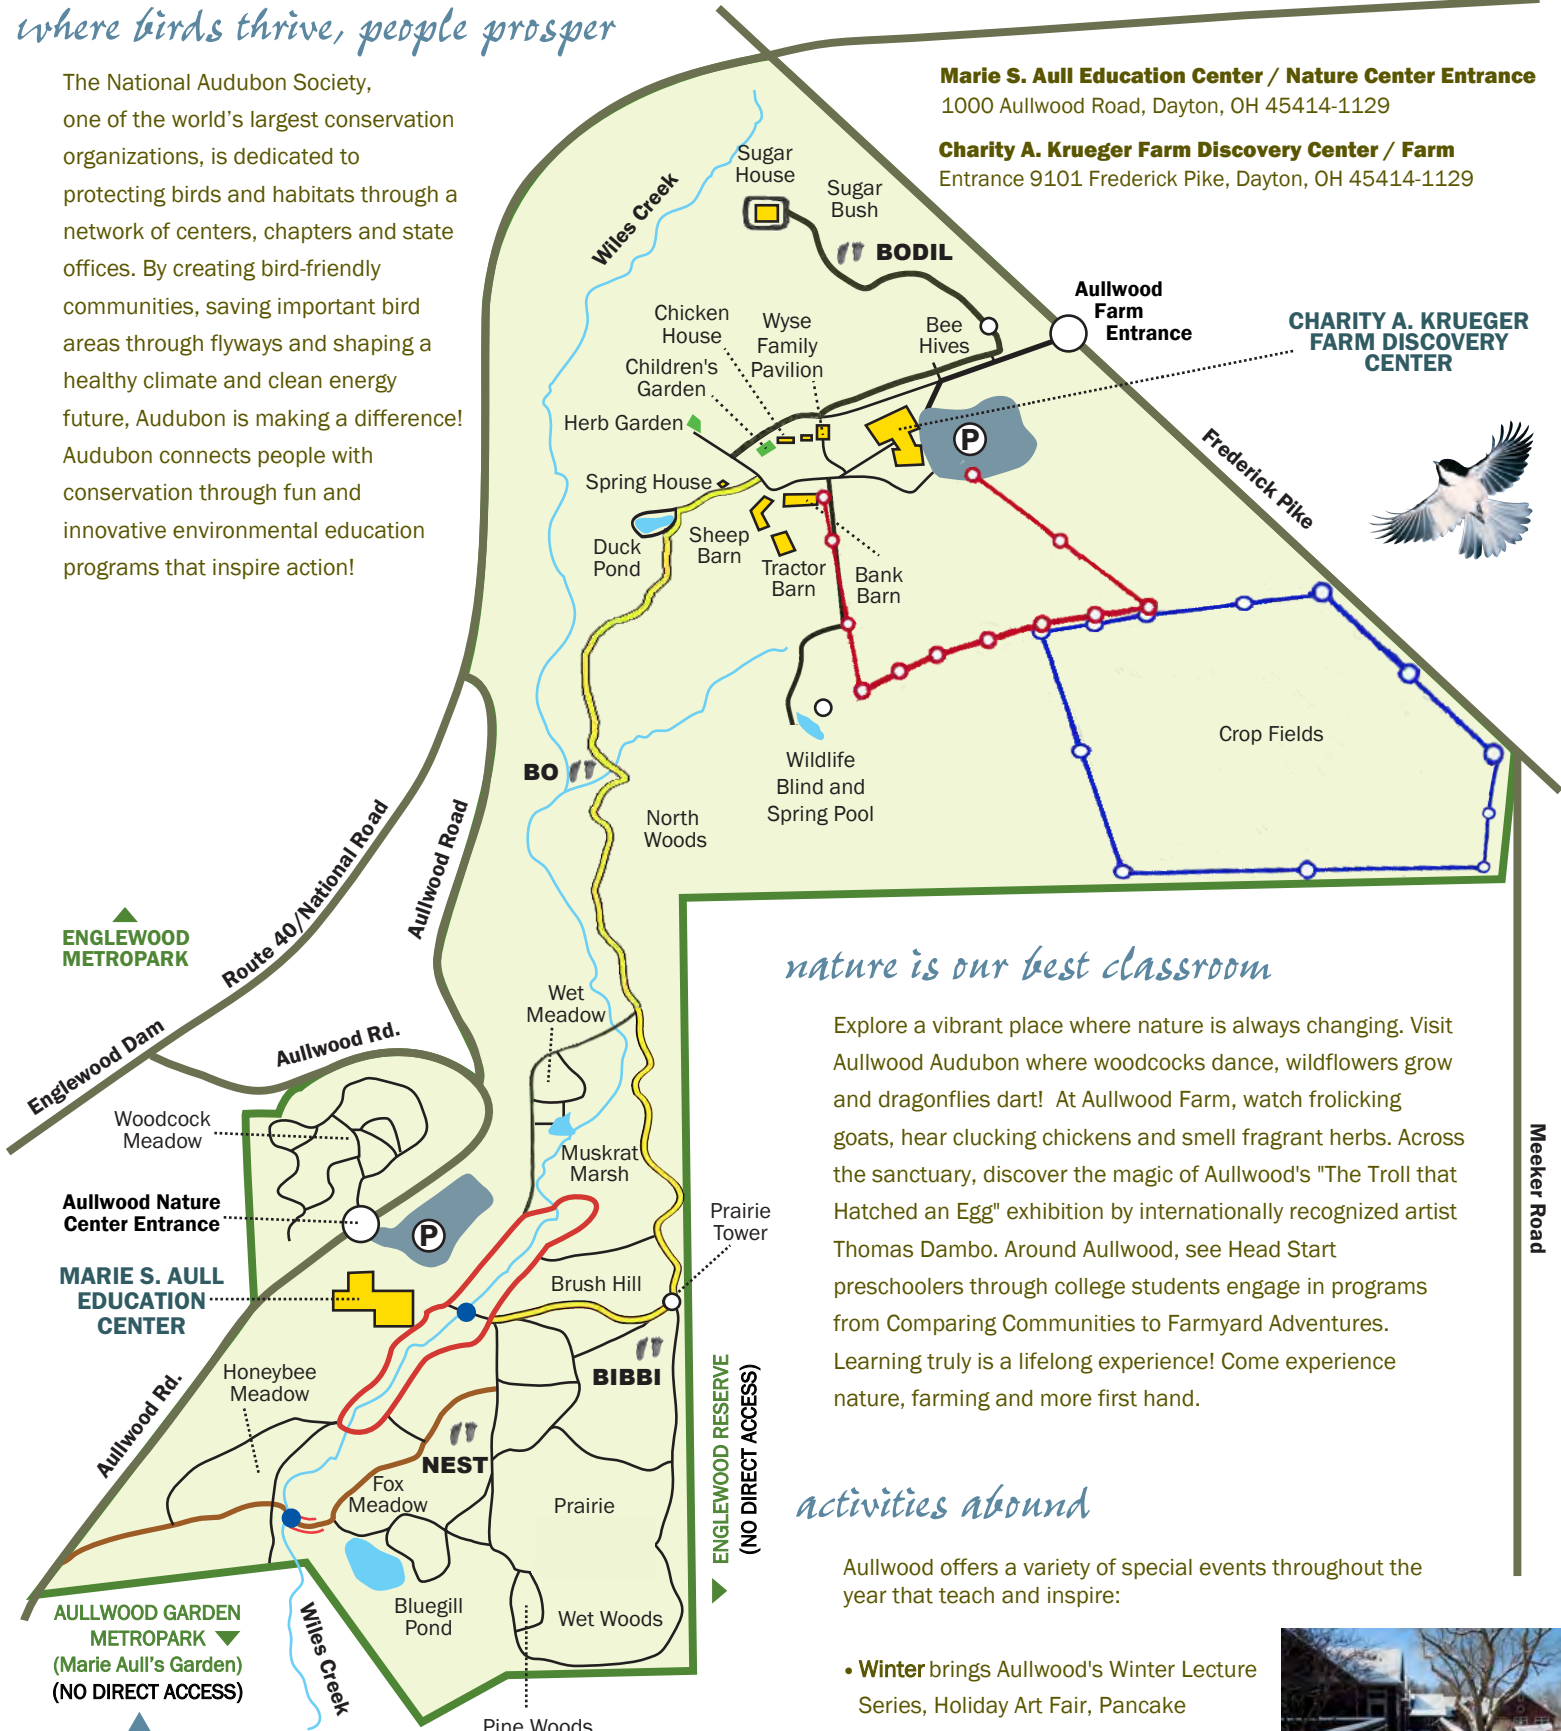 where birds thrive, people prosper
The National Audubon Society,
one of the world's largest conservation
organizations, is dedicated to
protecting birds and habitats through a
network of centers, chapters and state
offices. By creating bird-friendly
communities, saving important bird
areas through flyways and shaping a
healthy climate and clean energy
future, Audubon is making a difference!
Audubon connects people with
conservation through fun and
innovative environmental education
programs that inspire action!
Marie S. Aull Education Center / Nature Center Entrance
1000 Aullwood Road, Dayton, OH 45414-1129
Charity A. Krueger Farm Discovery Center / Farm
Entrance 9101 Frederick Pike, Dayton, OH 45414-1129
Sugar
House
Sugar
Bush
Wiles Creek
BODIL
Aullwood
Farm
Entrance
CHARITY A. KRUEGER
FARM DISCOVERY
CENTER
Chicken
House
Wyse
Family
Pavilion
Bee
Hives
Children's
Garden
Herb Garden
P
Frederick Pike
Spring House
Duck
Pond
Sheep
Barn
Tractor
Barn
Bank
Barn
Crop Fields
Wildlife
Blind and
Spring Pool
BO
North
Woods
Route 40/National Road
Aullwood Road
ENGLEWOOD
METROPARK
Englewood Dam
Aullwood Rd.
Wet
Meadow
Woodcock
Meadow
Muskrat
Marsh
Aullwood Nature
Center Entrance
P
Prairie
Tower
MARIE S. AULL
EDUCATION
CENTER
Brush Hill
BIBBI
Honeybee
Meadow
Aullwood Rd.
NEST
Fox
Meadow
Prairie
ENGLEWOOD RESERVE
(NO DIRECT ACCESS)
Bluegill
Pond
Wet Woods
Pine Woods
Wiles Creek
AULLWOOD GARDEN
METROPARK
(Marie Aull's Garden)
(NO DIRECT ACCESS)
Meeker Road
nature is our best classroom
Explore a vibrant place where nature is always changing. Visit
Aullwood Audubon where woodcocks dance, wildflowers grow
and dragonflies dart! At Aullwood Farm, watch frolicking
goats, hear clucking chickens and smell fragrant herbs. Across
the sanctuary, discover the magic of Aullwood's "The Troll that
Hatched an Egg" exhibition by internationally recognized artist
Thomas Dambo. Around Aullwood, see Head Start
preschoolers through college students engage in programs
from Comparing Communities to Farmyard Adventures.
Learning truly is a lifelong experience! Come experience
nature, farming and more first hand.
activities abound
Aullwood offers a variety of special events throughout the
year that teach and inspire:
• Winter brings Aullwood's Winter Lecture
Series, Holiday Art Fair, Pancake